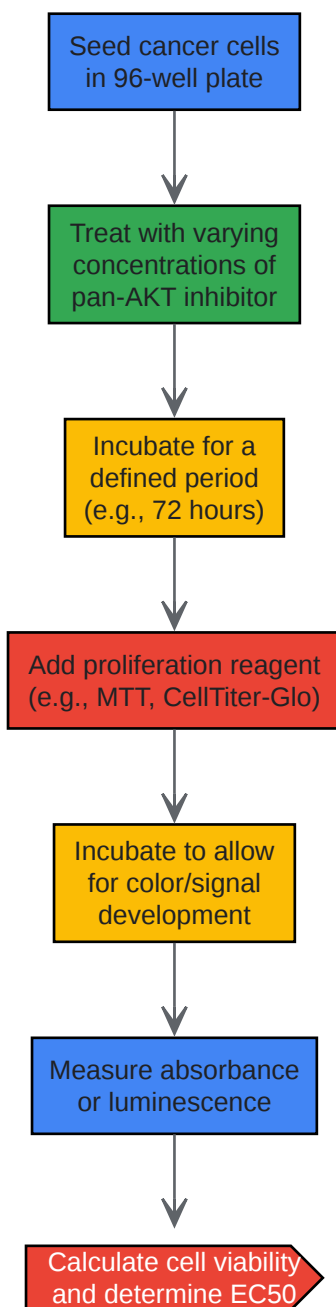 Seed cancer cells
in 96-well plate
Treat with varying
concentrations of
pan-AKT inhibitor
Incubate for a
defined period
(e.g., 72 hours)
Add proliferation reagent
(e.g., MTT, CellTiter-Glo)
Incubate to allow
for color/signal
development
Measure absorbance
or luminescence
Calculate cell viability
and determine EC50